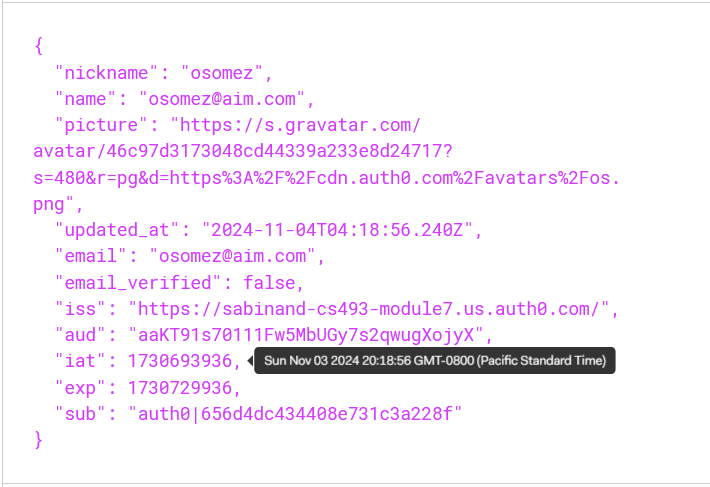 {
"nickname": "osomez",
"name": "osomez@aim.com",
"picture": "https://s.gravatar.com/
avatar/46c97d3173048cd44339a233e8d24717?
s=480&r=pg&d=https%3A%2F%2Fcdn.auth0.com%2Favatars%2Fos.
png",
"updated_at": "2024-11-04T04:18:56.240Z",
"email": "osomez@aim.com",
"email_verified": false,
"iss": "https://sabinand-cs493-module7.us.auth0.com/",
"aud": "aaKT91s70111Fw5MbUGy7s2qwugXojyX",
"iat": 1730693936, Sun Nov 03 2024 20:18:56 GMT-0800 (Pacific Standard Time)
"exp": 1730729936,
"sub": "auth0|656d4dc434408e731c3a228f"
}